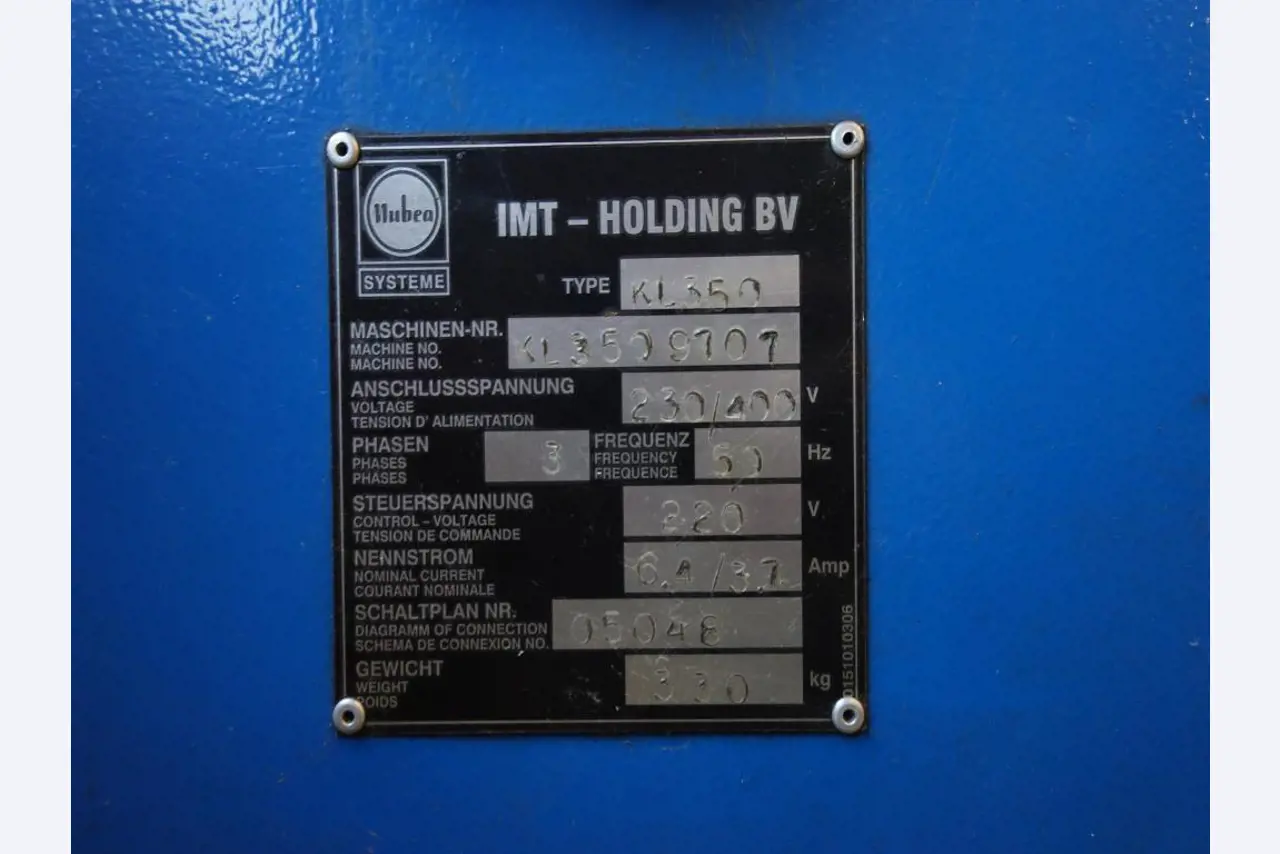 Nubea
SYSTEME
IMT – HOLDING BV
TYPE KL350
MASCHINEN-NR. KL3509707
MACHINE NO.
MACHINE NO.
ANSCHLUSSSPANNUNG 230/400 V
VOLTAGE
TENSION D' ALIMENTATION
PHASEN 3 FREQUENZ 50 Hz
PHASES FREQUENCY
PHASES FREQUENCE
STEUERSPANNUNG 220 V
CONTROL – VOLTAGE
TENSION DE COMMANDE
NENNSTROM 6.4/3.7 Amp
NOMINAL CURRENT
COURANT NOMINALE
SCHALTPLAN NR. 05048
DIAGRAMM OF CONNECTION
SCHEMA DE CONNEXION NO.
GEWICHT 330 kg
WEIGHT
POIDS
0151010306